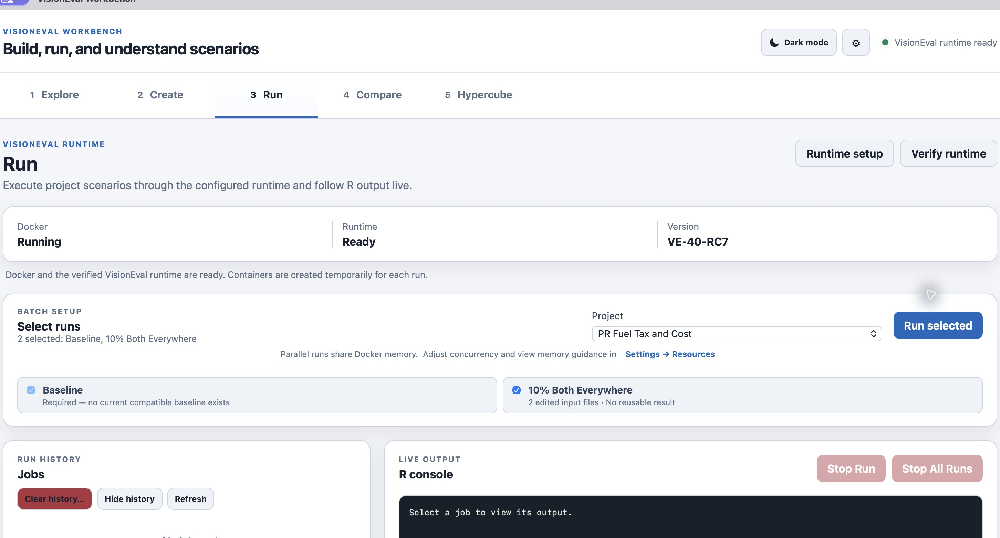 VisionEval Workbench
VISIONEVAL WORKBENCH
Build, run, and understand scenarios
Dark mode
VisionEval runtime ready
1 Explore
2 Create
3 Run
4 Compare
5 Hypercube
VISIONEVAL RUNTIME
Run
Execute project scenarios through the configured runtime and follow R output live.
Runtime setup
Verify runtime
Docker
Running
Runtime
Ready
Version
VE-40-RC7
Docker and the verified VisionEval runtime are ready. Containers are created temporarily for each run.
BATCH SETUP
Select runs
2 selected: Baseline, 10% Both Everywhere
Project
PR Fuel Tax and Cost
Run selected
Parallel runs share Docker memory. Adjust concurrency and view memory guidance in Settings → Resources
Baseline
Required — no current compatible baseline exists
10% Both Everywhere
2 edited input files · No reusable result
RUN HISTORY
Jobs
Clear history...
Hide history
Refresh
LIVE OUTPUT
R console
Stop Run
Stop All Runs
Select a job to view its output.